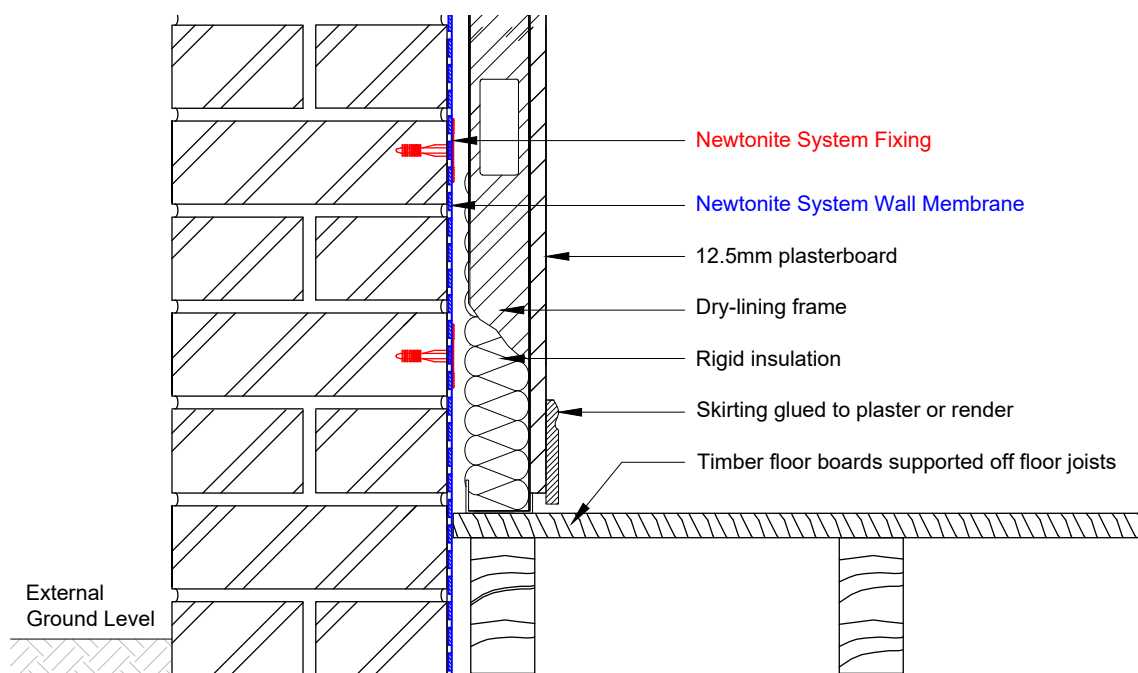 Newtonite System Fixing
Newtonite System Wall Membrane
12.5mm plasterboard
Dry-lining frame
Rigid insulation
Skirting glued to plaster or render
Timber floor boards supported off floor joists
External
Ground Level